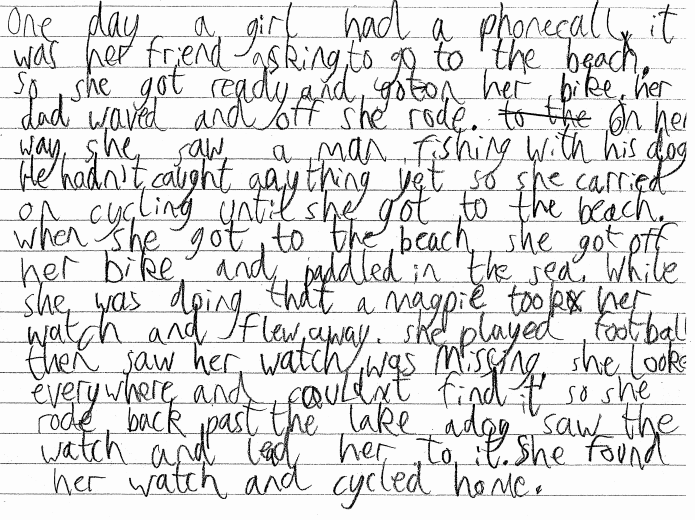 One day a girl had a phonecall, it
was her friend asking to go to the beach.
So she got ready and got on her bike. her
dad waved and off she rode. to the On her
way she saw a man fishing with his dog
He hadn't caught anything yet so she carried
on cycling until she got to the beach.
when she got to the beach she got off
her bike and paddled in the sea. While
she was doing that a magpie took her
watch and flew away. she played football
then saw her watch was missing. she looke
everywhere and couldn't find it so she
rode back past the lake a dog saw the
watch and lead her to it. She found
her watch and cycled home.